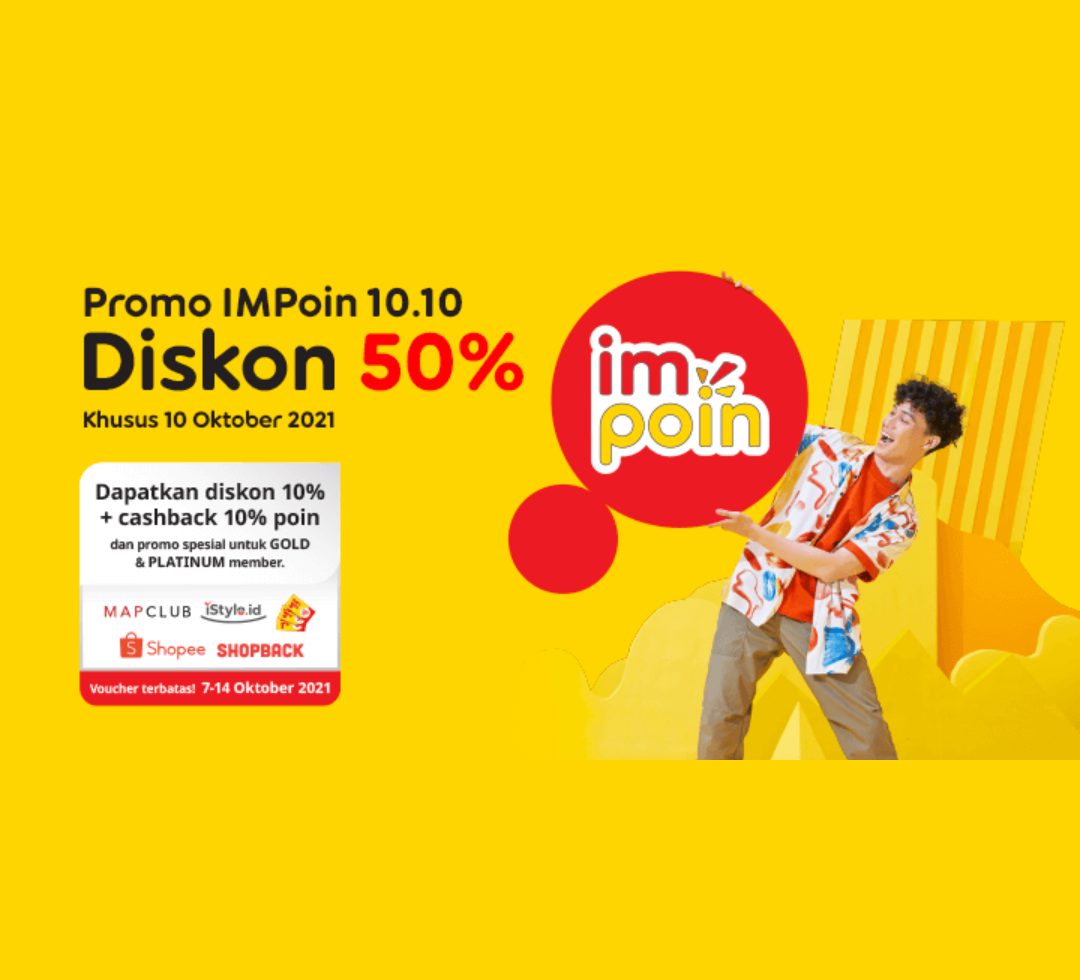 Promo IMPoin 10.10
Diskon 50%
Khusus 10 Oktober 2021
im
poin
Dapatkan diskon 10%
+ cashback 10% poin
dan promo spesial untuk GOLD
& PLATINUM member.
MAPCLUB iStyle.id
S Shopee SHOPBACK
Voucher terbatas! 7-14 Oktober 2021